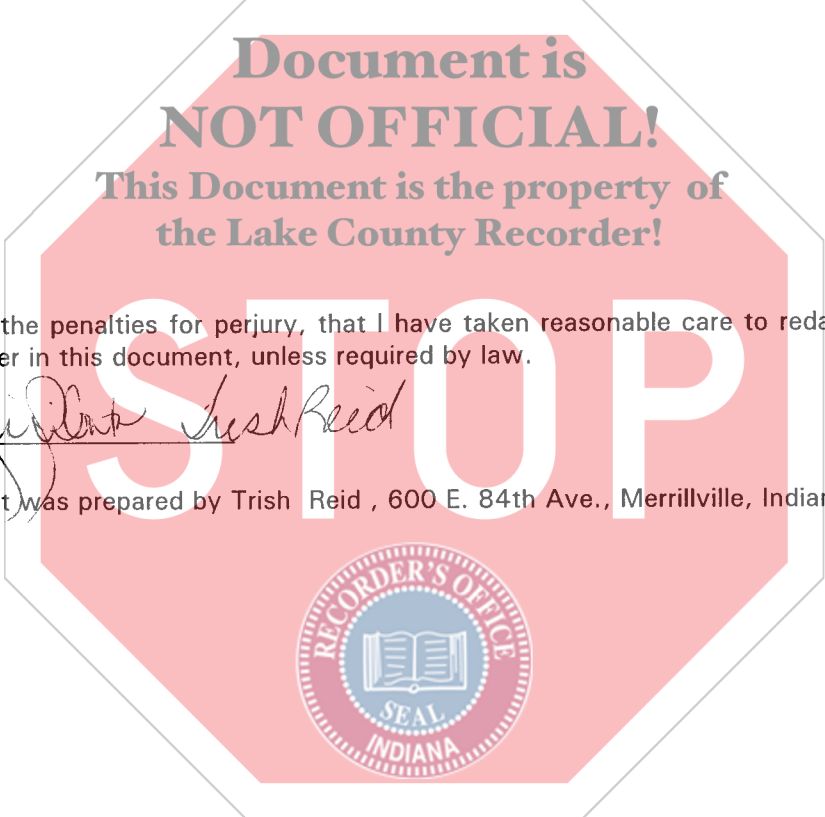 Document is
NOT OFFICIAL!
This Document is the property of
the Lake County Recorder!
STOP
the penalties for perjury, that I have taken reasonable care to reda
er in this document, unless required by law.
Trish Reid
t was prepared by Trish Reid , 600 E. 84th Ave., Merrillville, Indian
RECORDER'S OFFICE
SEAL
INDIANA